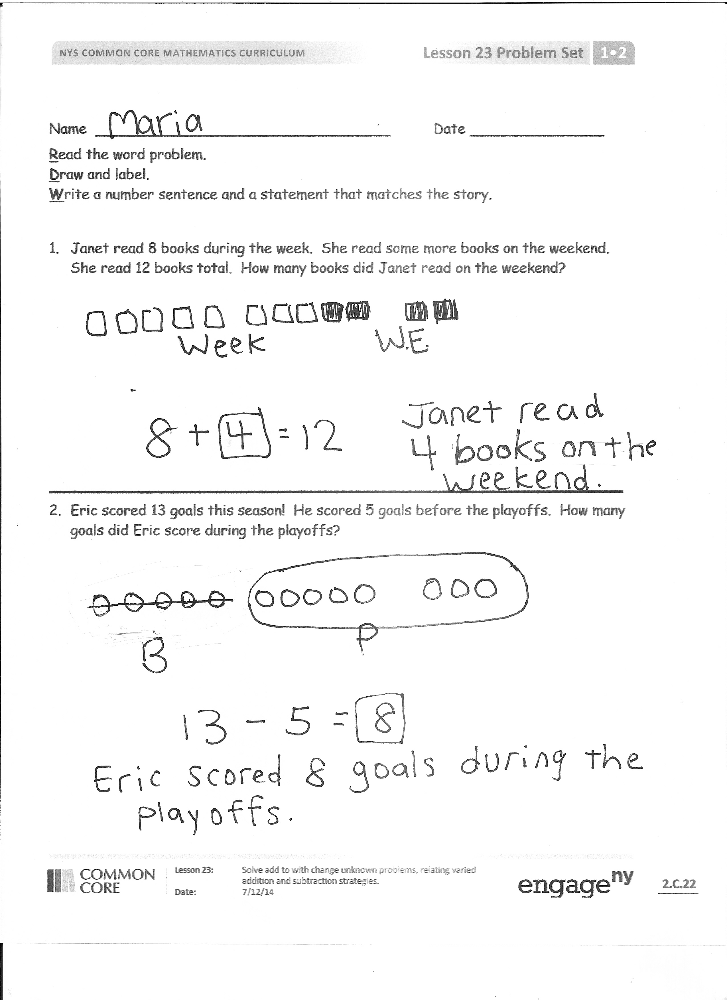 NYS COMMON CORE MATHEMATICS CURRICULUM Lesson 23 Problem Set 1•2
Name Maria Date
Read the word problem.
Draw and label.
Write a number sentence and a statement that matches the story.
1. Janet read 8 books during the week. She read some more books on the weekend.
She read 12 books total. How many books did Janet read on the weekend?
Week W.E.
8 + 4 = 12
Janet read
4 books on the
weekend.
2. Eric scored 13 goals this season! He scored 5 goals before the playoffs. How many
goals did Eric score during the playoffs?
B P
13 - 5 = 8
Eric scored 8 goals during the
playoffs.
COMMON
CORE
Lesson 23: Solve add to with change unknown problems, relating varied
addition and subtraction strategies.
Date: 7/12/14
engageny
2.C.22